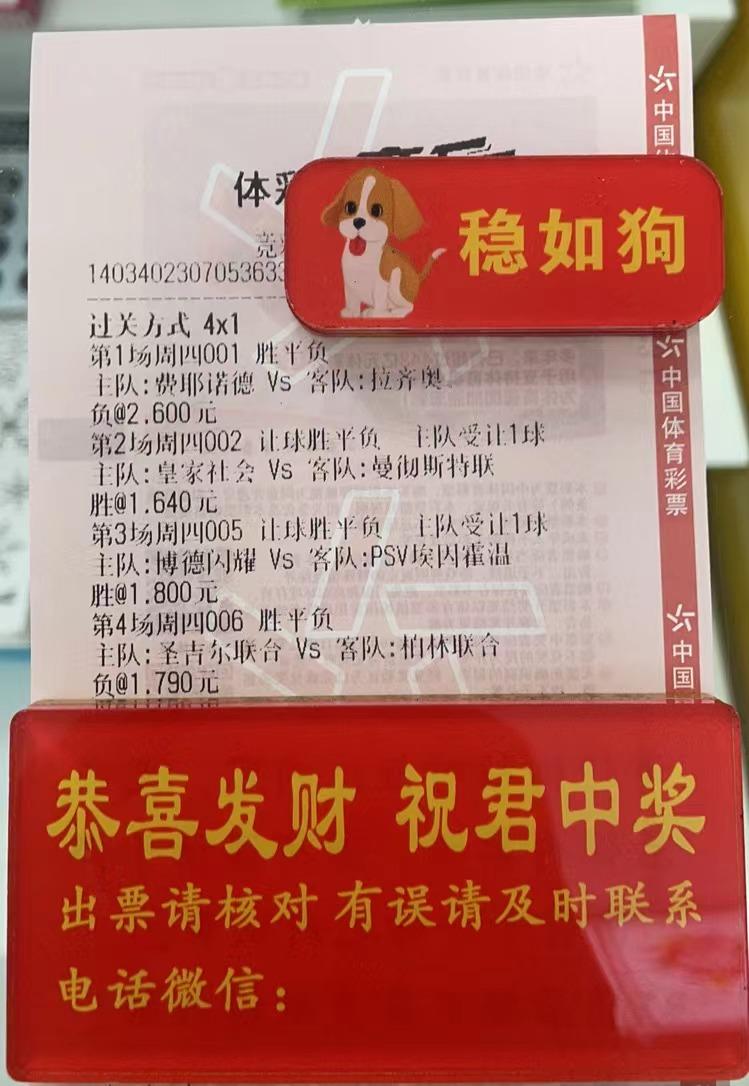 体彩
稳如狗
竞彩
1403402307053633
过关方式 4x1
第1场周四001 胜平负
主队:费耶诺德 Vs 客队:拉齐奥
负@2.600元
第2场周四002 让球胜平负 主队受让1球
主队:皇家社会 Vs 客队:曼彻斯特联
胜@1.640元
第3场周四005 让球胜平负 主队受让1球
主队:博德闪耀 Vs 客队:PSV埃因霍温
胜@1.800元
第4场周四006 胜平负
主队:圣吉尔联合 Vs 客队:柏林联合
负@1.790元
中国体
中国体育彩票
中国
恭喜发财 祝君中奖
出票请核对 有误请及时联系
电话微信: